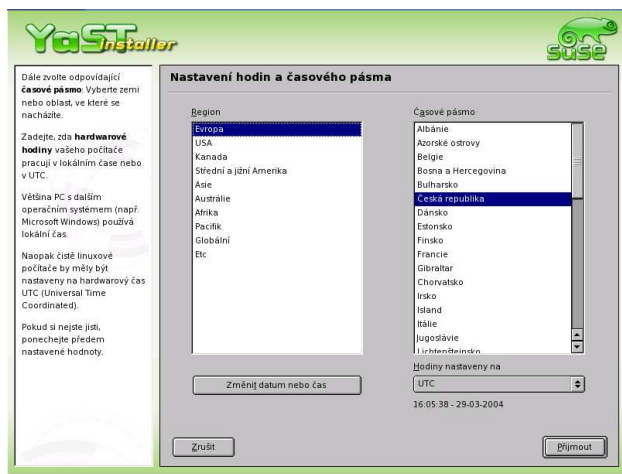 YaST
installer
SUSE
Dále zvolte odpovídající
časové pásmo: Vyberte zemi
nebo oblast, ve které se
nacházíte.
Zadejte, zda hardwarové
hodiny vašeho počítače
pracují v lokálním čase nebo
v UTC.
Většina PC s dalším
operačním systémem (např.
Microsoft Windows) používá
lokální čas.
Naopak čistě linuxové
počítače by měly být
nastaveny na hardwarový čas
UTC (Universal Time
Coordinated).
Pokud si nejste jisti,
ponechejte předem
nastavené hodnoty.
Nastavení hodin a časového pásma
Region
Evropa
USA
Kanada
Střední a jižní Amerika
Asie
Austrálie
Afrika
Pacifik
Globální
Etc
Změnit datum nebo čas
Časové pásmo
Albánie
Azorské ostrovy
Belgie
Bosna a Hercegovina
Bulharsko
Česká republika
Dánsko
Estonsko
Finsko
Francie
Gibraltar
Chorvatsko
Irsko
Island
Itálie
Jugoslávie
Lichtenštejnsko
Hodiny nastaveny na
UTC
16:05:38 - 29-03-2004
Zrušit
Přijmout